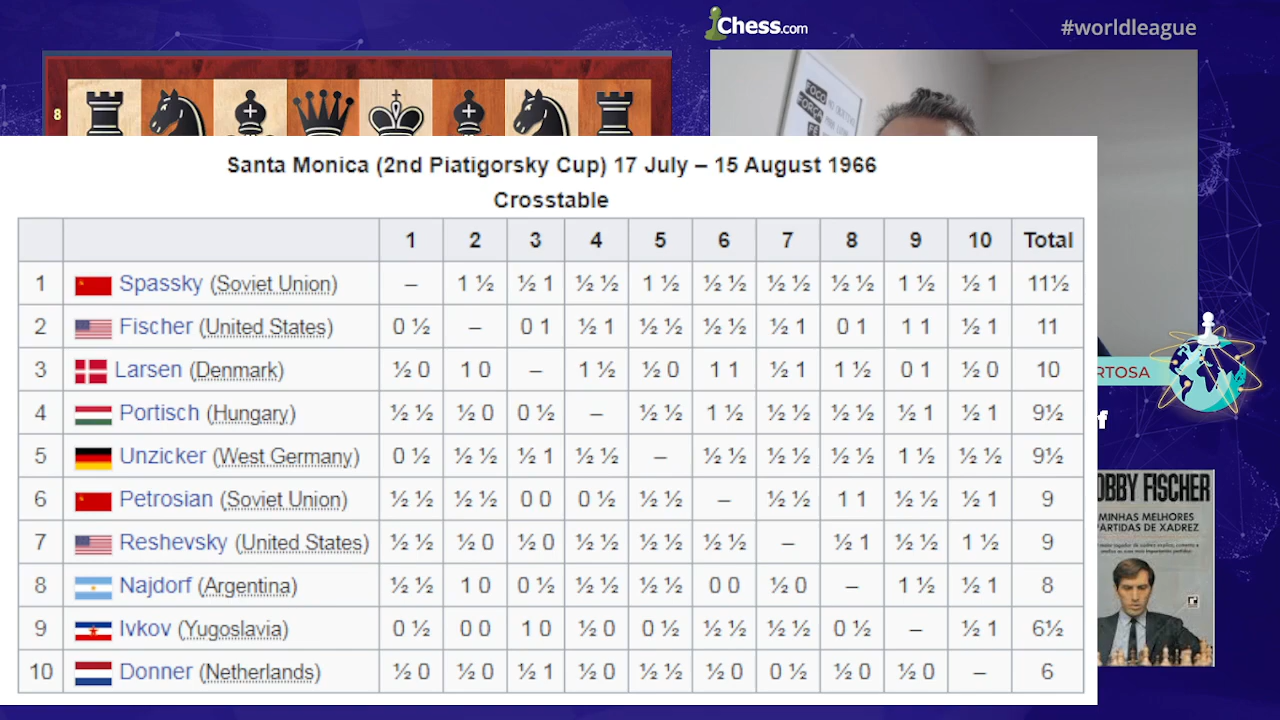 Chess.com
#worldleague
8
FOCO
FORÇA
FÉ
Santa Monica (2nd Piatigorsky Cup) 17 July – 15 August 1966
Crosstable
1 2 3 4 5 6 7 8 9 10 Total
1 Spassky (Soviet Union) – 1 ½ ½ 1 ½ ½ 1 ½ ½ ½ ½ ½ ½ ½ 1 ½ ½ 1 11½
2 Fischer (United States) 0 ½ – 0 1 ½ 1 ½ ½ ½ ½ ½ 1 0 1 1 1 ½ 1 11
3 Larsen (Denmark) ½ 0 1 0 – 1 ½ ½ 0 1 1 ½ 1 1 ½ 0 1 ½ 0 10
4 Portisch (Hungary) ½ ½ ½ 0 0 ½ – ½ ½ 1 ½ ½ ½ ½ ½ ½ 1 ½ 1 9½
5 Unzicker (West Germany) 0 ½ ½ ½ ½ 1 ½ ½ – ½ ½ ½ ½ ½ ½ 1 ½ ½ ½ 9½
6 Petrosian (Soviet Union) ½ ½ ½ ½ 0 0 0 ½ ½ ½ – ½ ½ 1 1 ½ ½ ½ 1 9
7 Reshevsky (United States) ½ ½ ½ 0 ½ 0 ½ ½ ½ ½ ½ ½ – ½ 1 ½ ½ 1 ½ 9
8 Najdorf (Argentina) ½ ½ 1 0 0 ½ ½ ½ ½ ½ 0 0 ½ 0 – 1 ½ ½ 1 8
9 Ivkov (Yugoslavia) 0 ½ 0 0 1 0 ½ 0 0 ½ ½ ½ ½ ½ 0 ½ – ½ 1 6½
10 Donner (Netherlands) ½ 0 ½ 0 ½ 1 ½ 0 ½ ½ ½ 0 0 ½ ½ 0 ½ 0 – 6
RTOSA
f
OBBY FISCHER
MINHAS MELHORES
PARTIDAS DE XADREZ